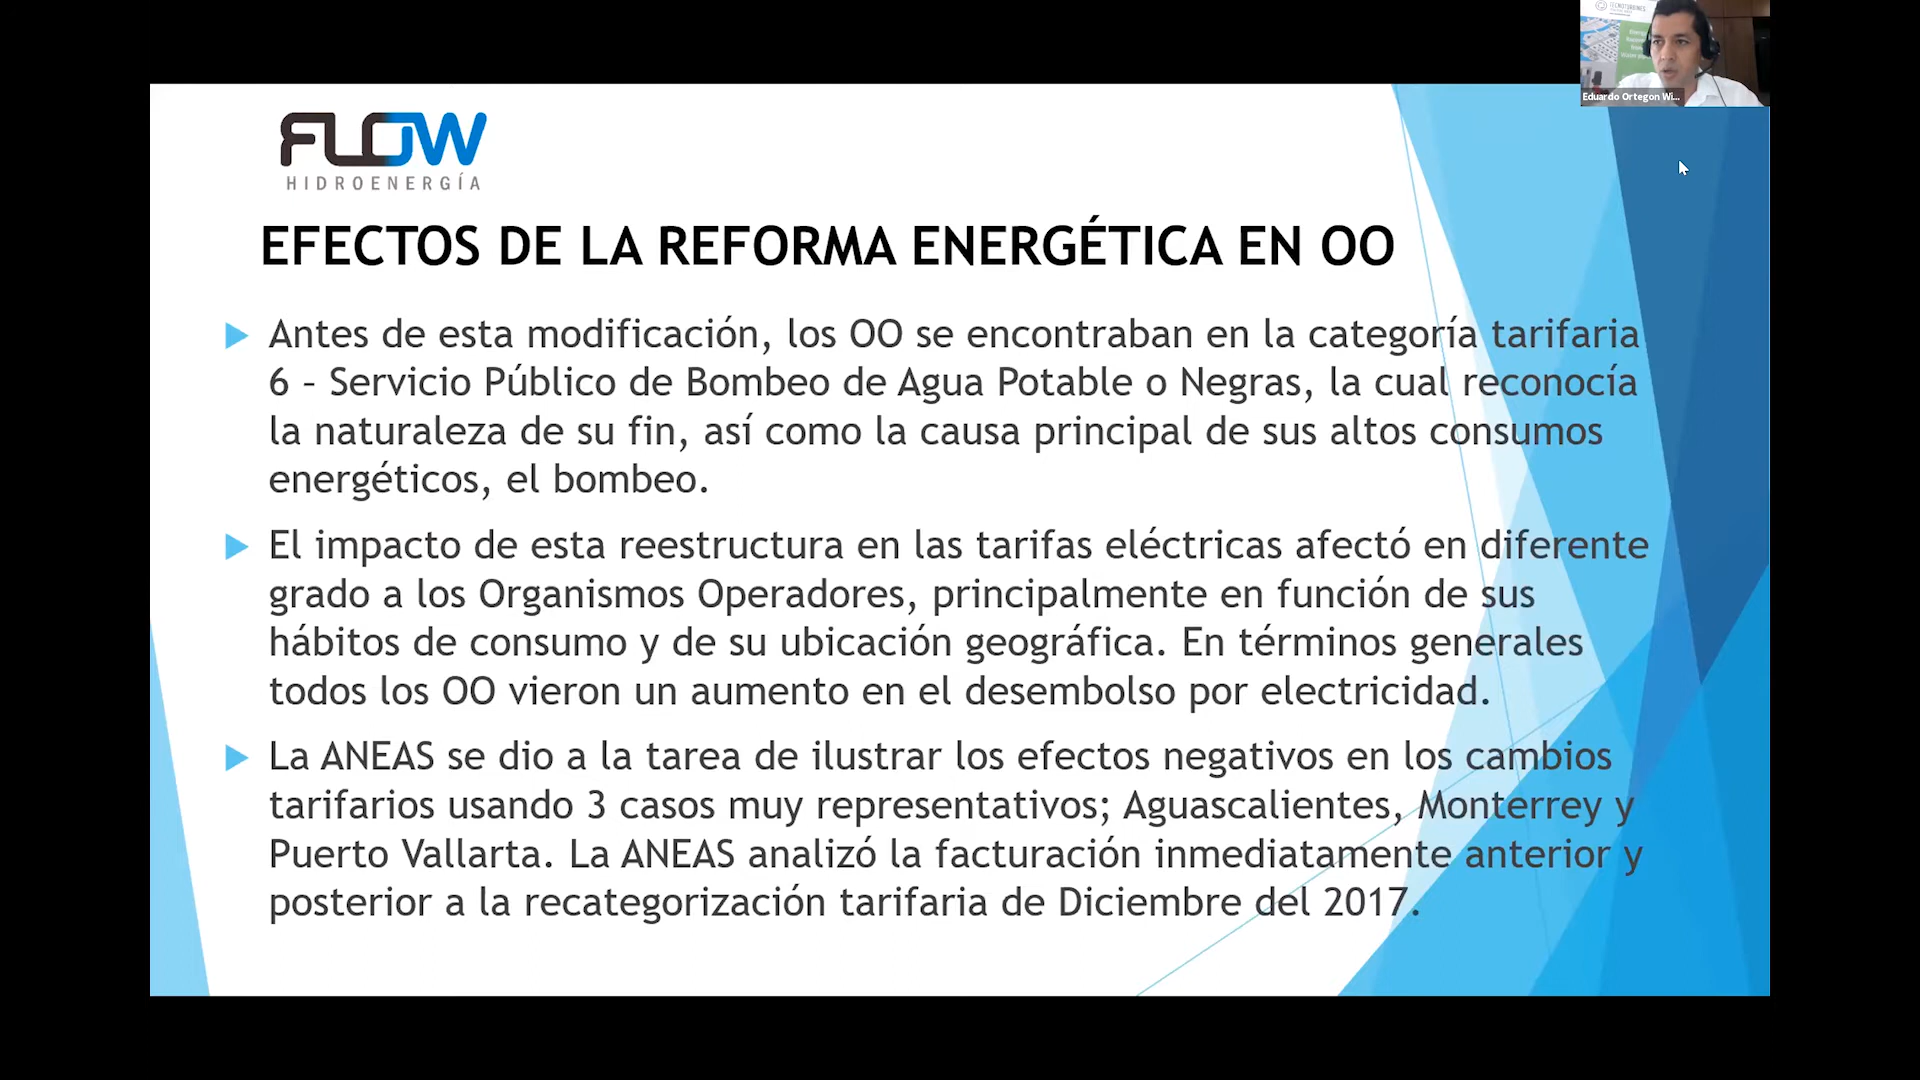 TECNOTURBINES
Eduardo Ortegon Wi...
FLOW
HIDROENERGÍA
EFECTOS DE LA REFORMA ENERGÉTICA EN OO
Antes de esta modificación, los OO se encontraban en la categoría tarifaria
6 – Servicio Público de Bombeo de Agua Potable o Negras, la cual reconocía
la naturaleza de su fin, así como la causa principal de sus altos consumos
energéticos, el bombeo.
El impacto de esta reestructura en las tarifas eléctricas afectó en diferente
grado a los Organismos Operadores, principalmente en función de sus
hábitos de consumo y de su ubicación geográfica. En términos generales
todos los OO vieron un aumento en el desembolso por electricidad.
La ANEAS se dio a la tarea de ilustrar los efectos negativos en los cambios
tarifarios usando 3 casos muy representativos; Aguascalientes, Monterrey y
Puerto Vallarta. La ANEAS analizó la facturación inmediatamente anterior y
posterior a la recategorización tarifaria de Diciembre del 2017.